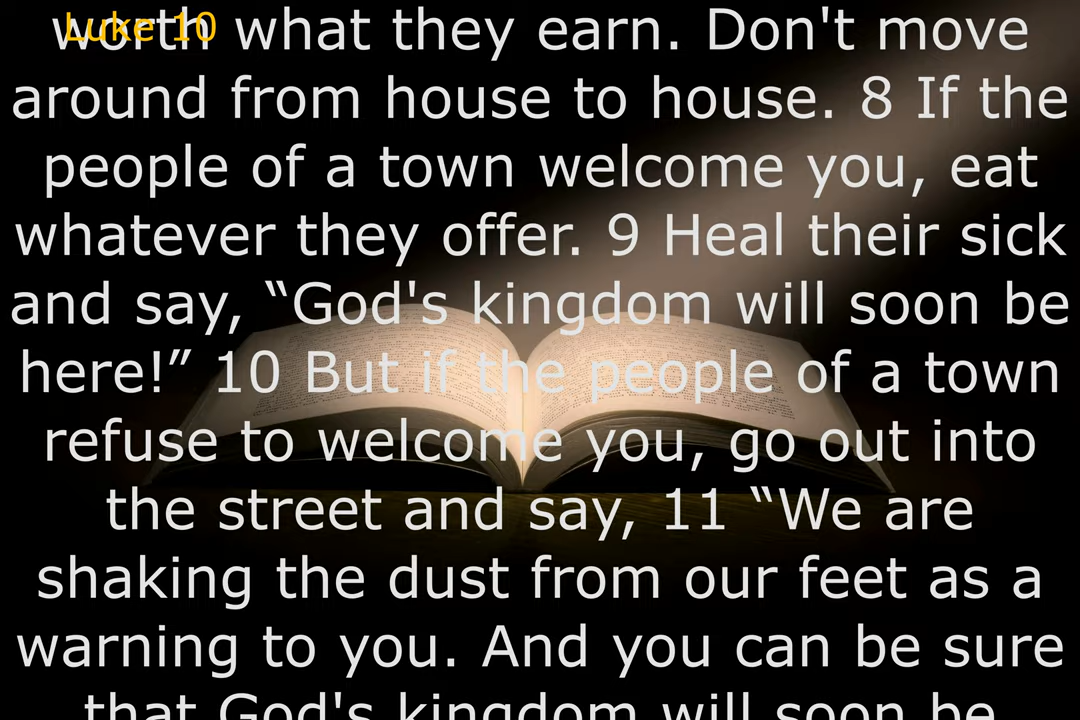 Luke 10
worth what they earn. Don't move
around from house to house. 8 If the
people of a town welcome you, eat
whatever they offer. 9 Heal their sick
and say, “God's kingdom will soon be
here!” 10 But if the people of a town
refuse to welcome you, go out into
the street and say, 11 “We are
shaking the dust from our feet as a
warning to you. And you can be sure
that God's kingdom will soon be